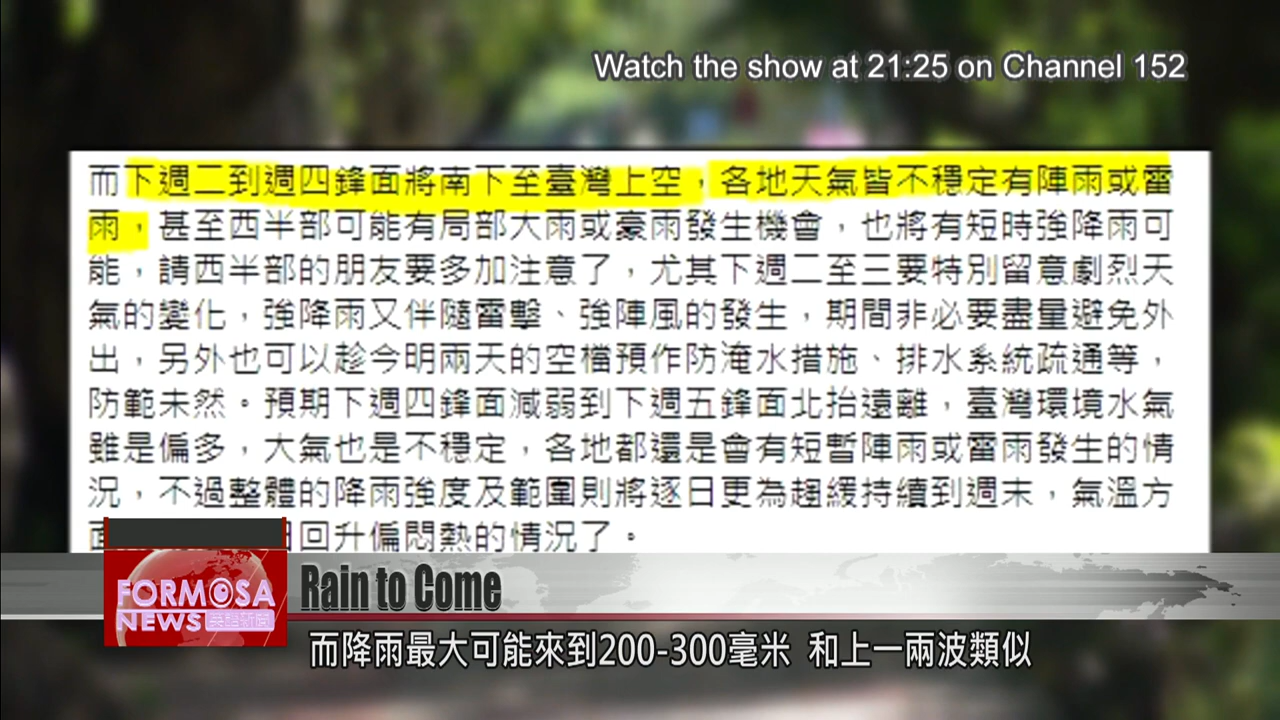 Watch the show at 21:25 on Channel 152
而下週二到週四鋒面將南下至臺灣上空，各地天氣皆不穩定有陣雨或雷
雨，甚至西半部可能有局部大雨或豪雨發生機會，也將有短時強降雨可
能，請西半部的朋友要多加注意了，尤其下週二至三要特別留意劇烈天
氣的變化，強降雨又伴隨雷擊、強陣風的發生，期間非必要盡量避免外
出，另外也可以趁今明兩天的空檔預作防淹水措施、排水系統疏通等，
防範未然。預期下週四鋒面減弱到下週五鋒面北抬遠離，臺灣環境水氣
雖是偏多，大氣也是不穩定，各地都還是會有短暫陣雨或雷雨發生的情
況，不過整體的降雨強度及範圍則將逐日更為趨緩持續到週末，氣溫方
回升偏悶熱的情況了。
Rain to Come
FORMOSA
NEWS 英語新聞
而降雨最大可能來到200-300毫米 和上一兩波類似